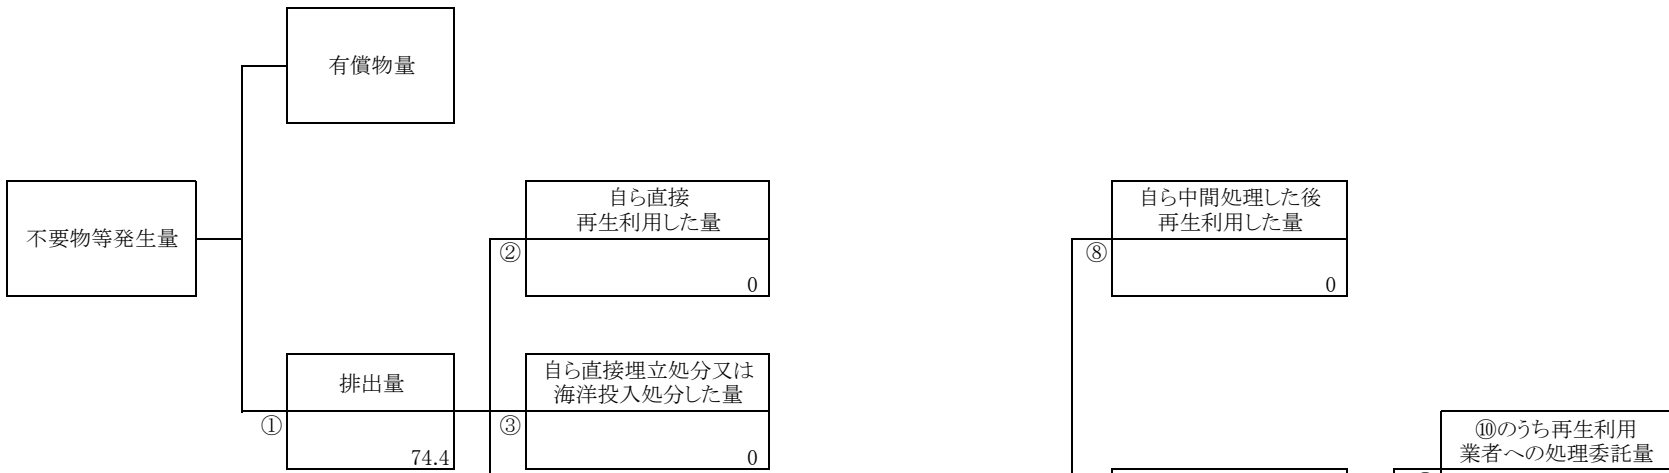 有償物量
不要物等発生量
自ら直接
再生利用した量
②
0
自ら中間処理した後
再生利用した量
⑧
0
排出量
①
74.4
自ら直接埋立処分又は
海洋投入処分した量
③
0
⑩のうち再生利用
業者への処理委託量